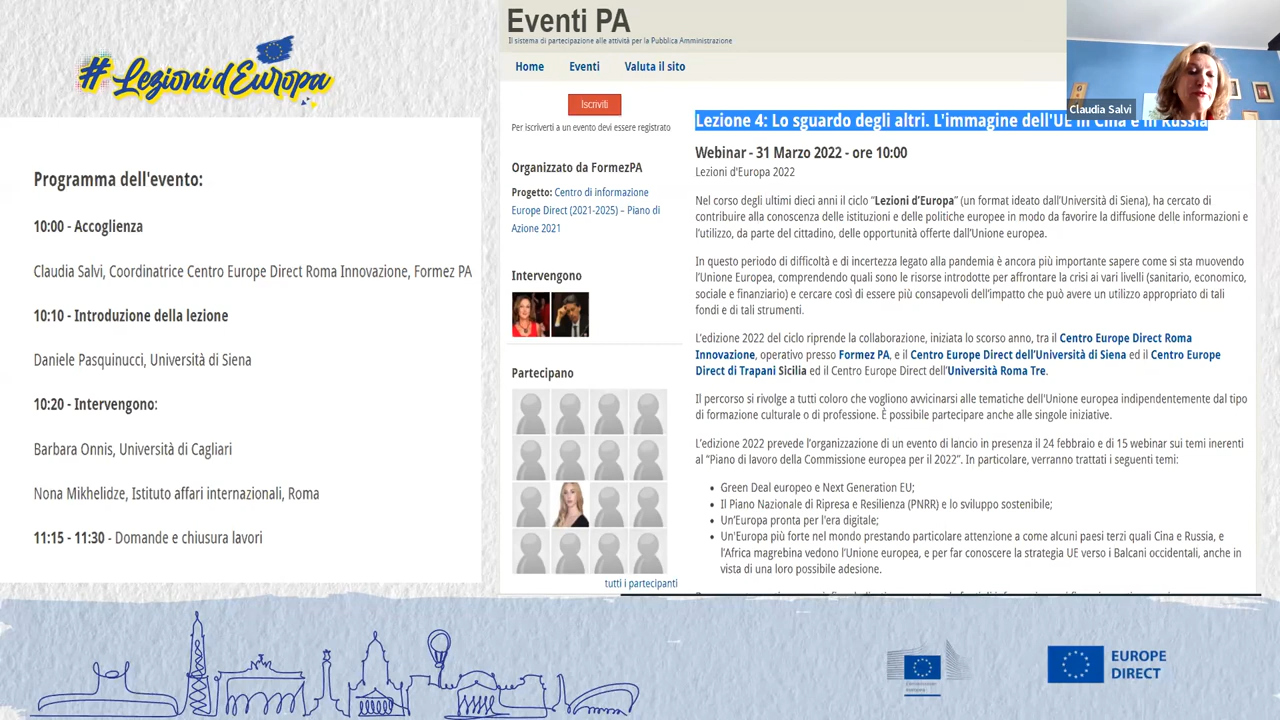 # Lezioni d'Europa
Programma dell'evento:
10:00 - Accoglienza
Claudia Salvi, Coordinatrice Centro Europe Direct Roma Innovazione, Formez PA
10:10 - Introduzione della lezione
Daniele Pasquinucci, Università di Siena
10:20 - Intervengono:
Barbara Onnis, Università di Cagliari
Nona Mikhelidze, Istituto affari internazionali, Roma
11:15 - 11:30 - Domande e chiusura lavori
Eventi PA
Il sistema di partecipazione alle attività per la Pubblica Amministrazione
Home Eventi Valuta il sito
Iscriviti
Per iscriverti a un evento devi essere registrato
Organizzato da FormezPA
Progetto: Centro di informazione
Europe Direct (2021-2025) – Piano di
Azione 2021
Intervengono
Partecipano
tutti i partecipanti
Claudia Salvi
Lezione 4: Lo sguardo degli altri. L'immagine dell'UE in Cina e in Russia
Webinar - 31 Marzo 2022 - ore 10:00
Lezioni d'Europa 2022
Nel corso degli ultimi dieci anni il ciclo “Lezioni d’Europa” (un format ideato dall’Università di Siena), ha cercato di
contribuire alla conoscenza delle istituzioni e delle politiche europee in modo da favorire la diffusione delle informazioni e
l’utilizzo, da parte del cittadino, delle opportunità offerte dall’Unione europea.
In questo periodo di difficoltà e di incertezza legato alla pandemia è ancora più importante sapere come si sta muovendo
l’Unione Europea, comprendendo quali sono le risorse introdotte per affrontare la crisi ai vari livelli (sanitario, economico,
sociale e finanziario) e cercare così di essere più consapevoli dell’impatto che può avere un utilizzo appropriato di tali
fondi e di tali strumenti.
L’edizione 2022 del ciclo riprende la collaborazione, iniziata lo scorso anno, tra il Centro Europe Direct Roma
Innovazione, operativo presso Formez PA, e il Centro Europe Direct dell’Università di Siena ed il Centro Europe
Direct di Trapani Sicilia ed il Centro Europe Direct dell’Università Roma Tre.
Il percorso si rivolge a tutti coloro che vogliono avvicinarsi alle tematiche dell'Unione europea indipendentemente dal tipo
di formazione culturale o di professione. È possibile partecipare anche alle singole iniziative.
L’edizione 2022 prevede l’organizzazione di un evento di lancio in presenza il 24 febbraio e di 15 webinar sui temi inerenti
al “Piano di lavoro della Commissione europea per il 2022”. In particolare, verranno trattati i seguenti temi:
• Green Deal europeo e Next Generation EU;
• Il Piano Nazionale di Ripresa e Resilienza (PNRR) e lo sviluppo sostenibile;
• Un’Europa pronta per l'era digitale;
• Un'Europa più forte nel mondo prestando particolare attenzione a come alcuni paesi terzi quali Cina e Russia, e
l'Africa magrebina vedono l’Unione europea, e per far conoscere la strategia UE verso i Balcani occidentali, anche in
vista di una loro possibile adesione.
EUROPE
DIRECT